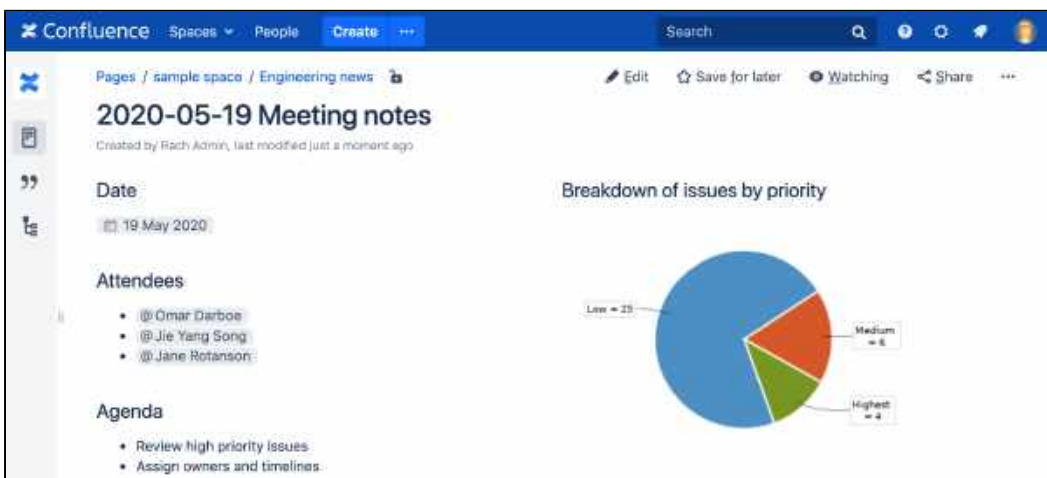 Confluence Spaces People Create ··· Search
Pages / sample space / Engineering news Edit Save for later Watching Share ···
2020-05-19 Meeting notes
Created by Rach Admin, last modified just a moment ago
Date
19 May 2020
Attendees
• @ Omar Darboe
• @ Jie Yang Song
• @ Jane Rotanson
Agenda
• Review high priority issues
• Assign owners and timelines
Breakdown of issues by priority
Low =
Medium
= 6
Highest
= 4